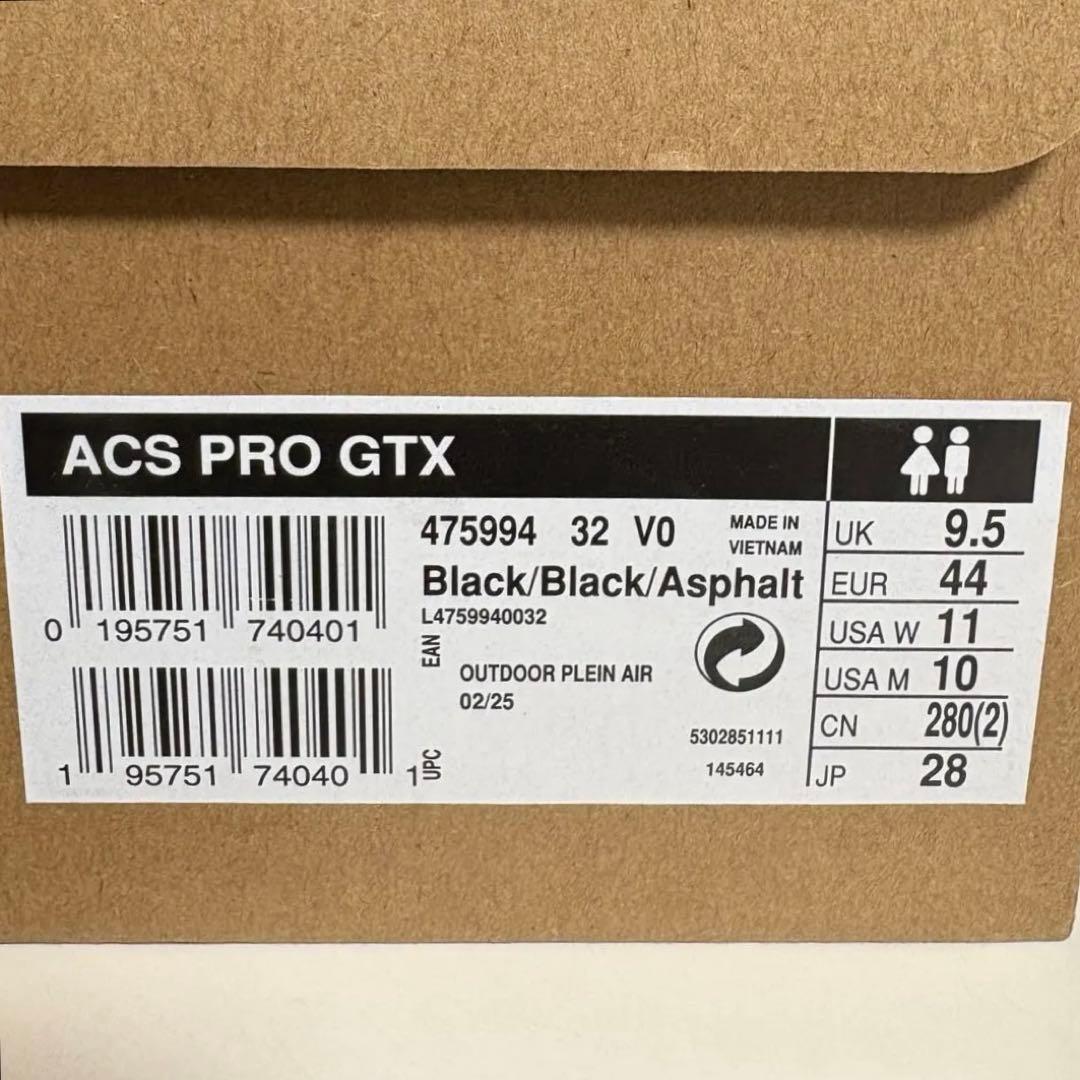 ACS PRO GTX
475994 32 V0
MADE IN
VIETNAM
Black/Black/Asphalt
L4759940032
0 195751 740401
EAN
OUTDOOR PLEIN AIR
02/25
5302851111
145464
1 95751 74040 1
UPC
UK 9.5
EUR 44
USA W 11
USA M 10
CN 280(2)
JP 28